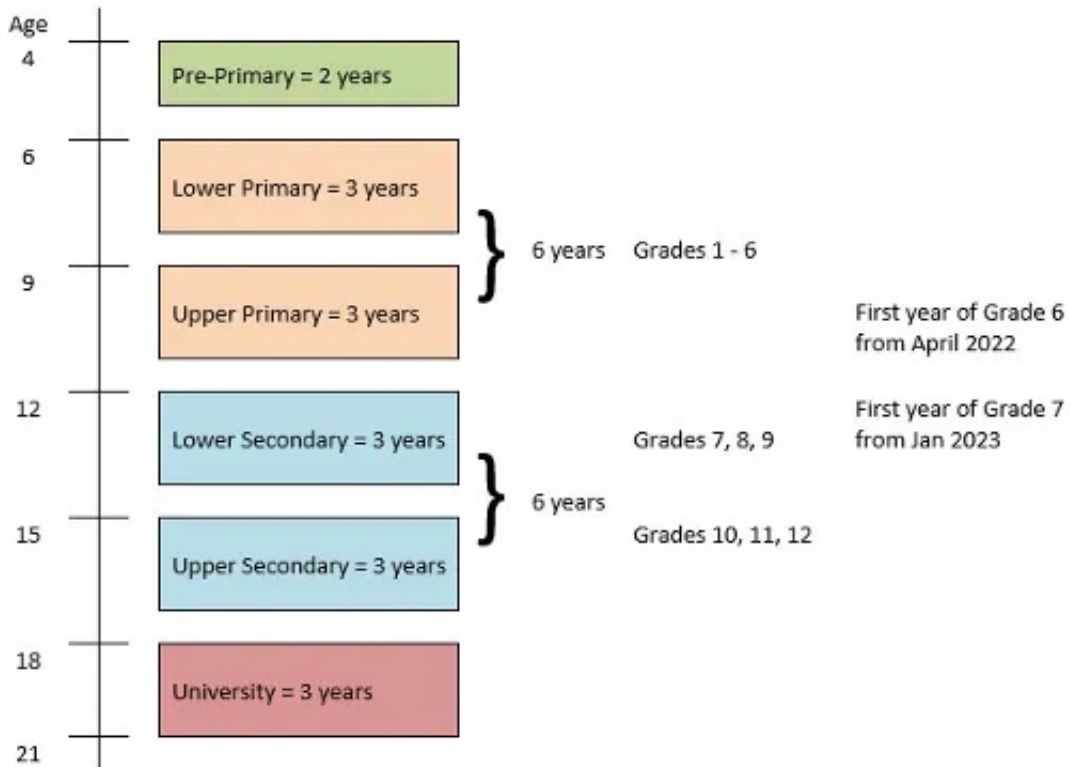 Age
4
Pre-Primary = 2 years
6
Lower Primary = 3 years
6 years
Grades 1 - 6
9
Upper Primary = 3 years
First year of Grade 6
from April 2022
12
Lower Secondary = 3 years
Grades 7, 8, 9
First year of Grade 7
from Jan 2023
6 years
15
Upper Secondary = 3 years
Grades 10, 11, 12
18
University = 3 years
21